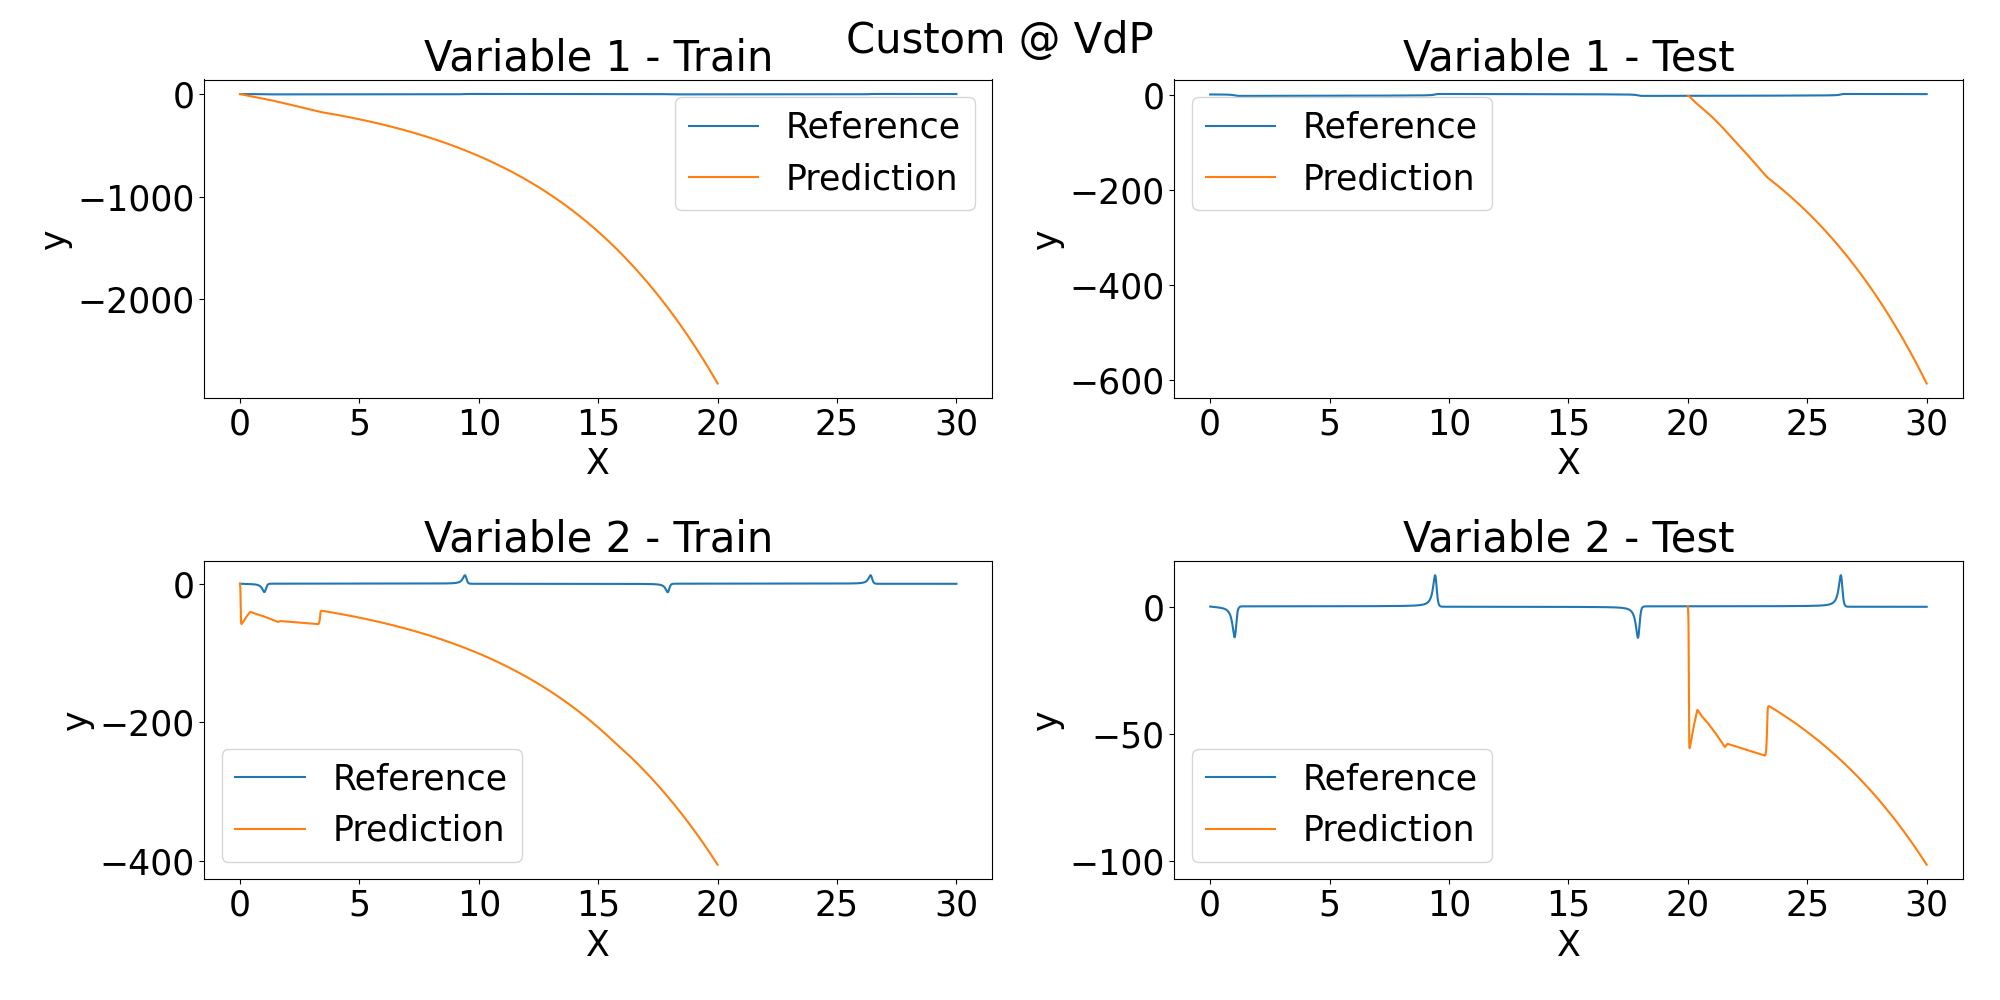 Custom @ VdP
Variable 1 - Train
0
−1000
−2000
y
0 5 10 15 20 25 30
X
Reference
Prediction
Variable 1 - Test
0
−200
−400
−600
y
0 5 10 15 20 25 30
X
Reference
Prediction
Variable 2 - Train
0
−200
−400
y
0 5 10 15 20 25 30
X
Reference
Prediction
Variable 2 - Test
0
−50
−100
y
0 5 10 15 20 25 30
X
Reference
Prediction